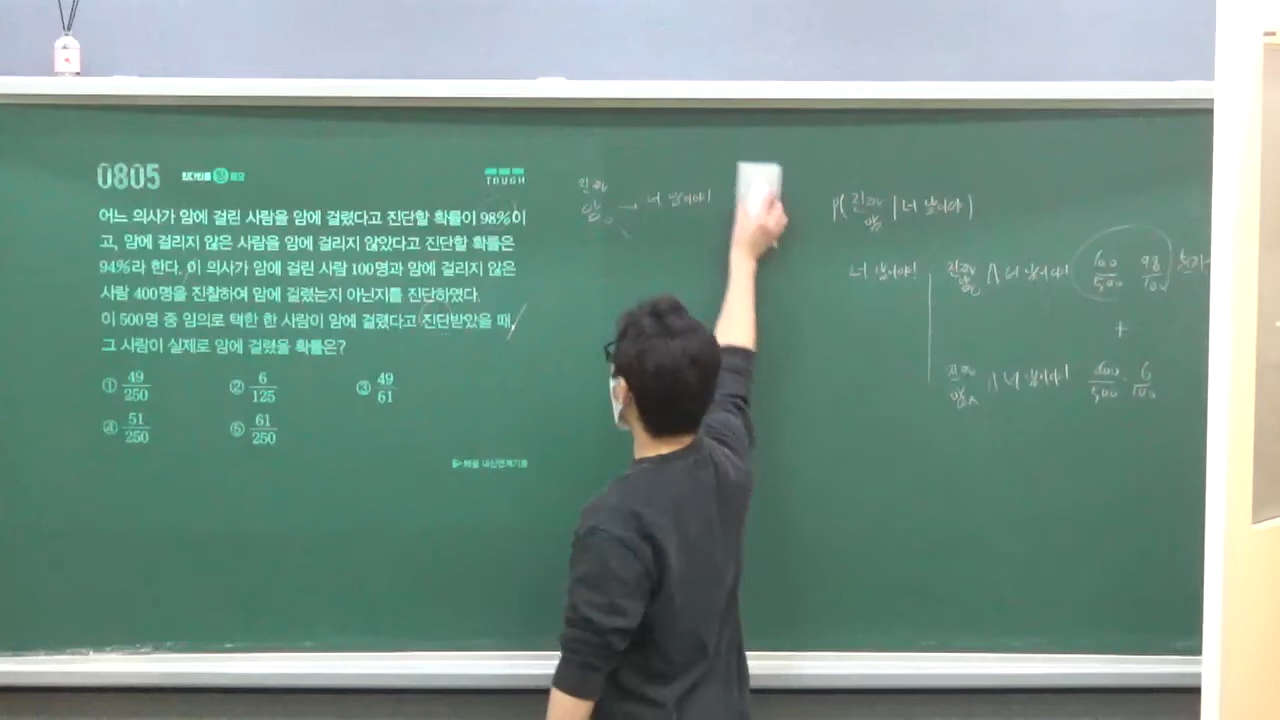 0805
TOUGH
어느 의사가 암에 걸린 사람을 암에 걸렸다고 진단할 확률이 98%이
고, 암에 걸리지 않은 사람을 암에 걸리지 않았다고 진단할 확률은
94%라 한다. 이 의사가 암에 걸린 사람 100명과 암에 걸리지 않은
사람 400명을 진찰하여 암에 걸렸는지 아닌지를 진단하였다.
이 500명 중 임의로 택한 한 사람이 암에 걸렸다고 진단받았을 때,
그 사람이 실제로 암에 걸렸을 확률은?
① 49/250 ② 6/125 ③ 49/61
④ 51/250 ⑤ 61/250
진짜 암 → 너 암이야!
P(진짜 암 | 너 암이야)
너 암이야! 진짜 암 ∧ 너 암이다! 100/500 98/100
+
진짜 암x ∧ 너 암이다! 400/500 · 6/100